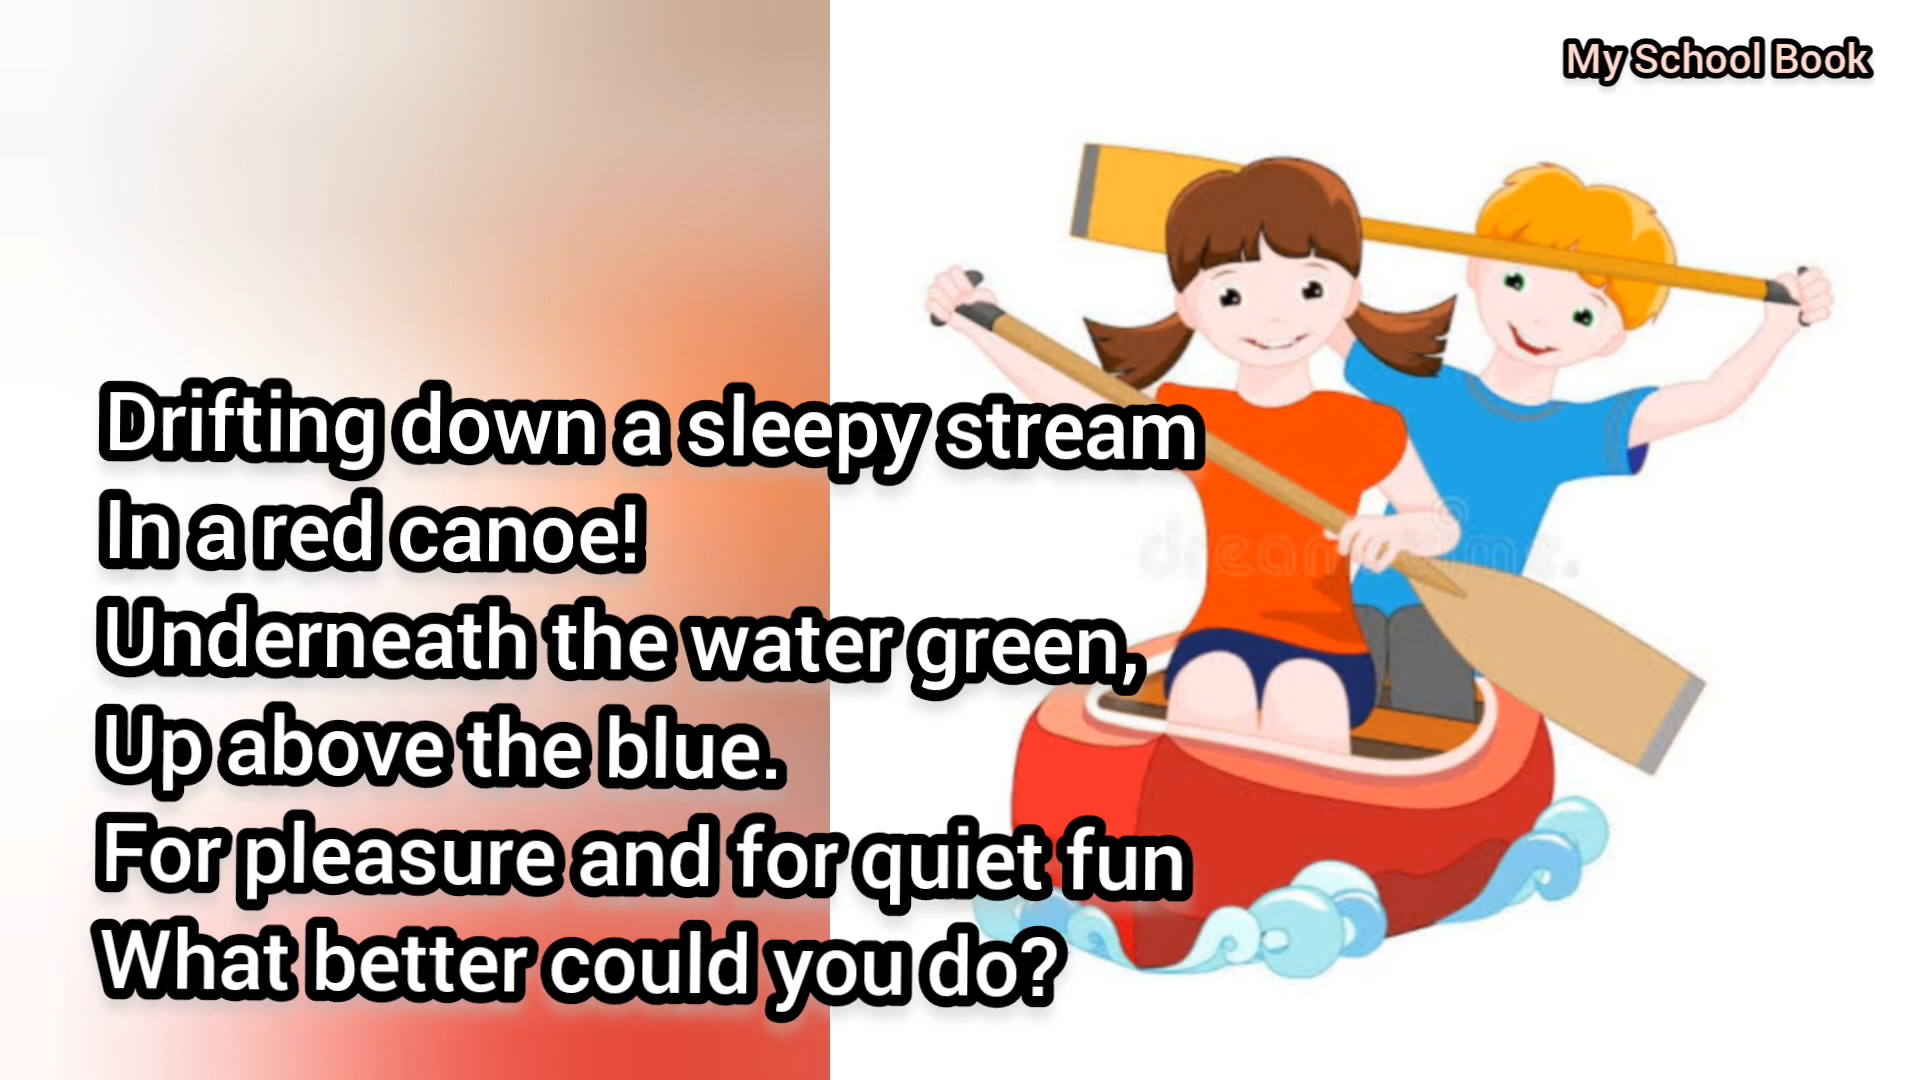 My School Book
Drifting down a sleepy stream
In a red canoe!
Underneath the water green,
Up above the blue.
For pleasure and for quiet fun
What better could you do?
dreamstime.